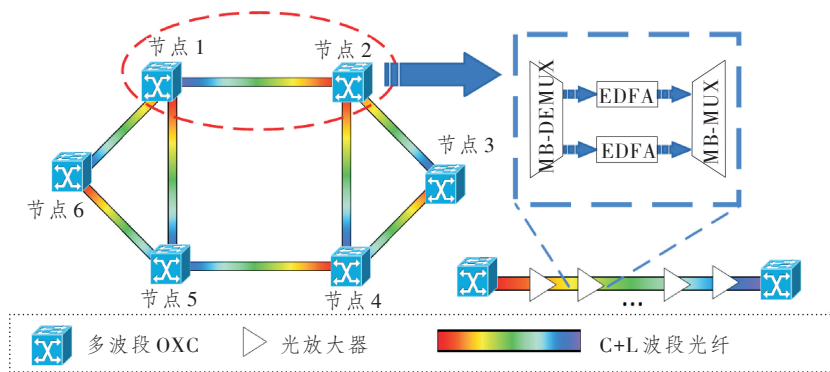 节点 1
节点 2
节点 3
节点 4
节点 5
节点 6
MB-DEMUX
EDFA
EDFA
MB-MUX
...
多波段 OXC
光放大器
C+L 波段光纤